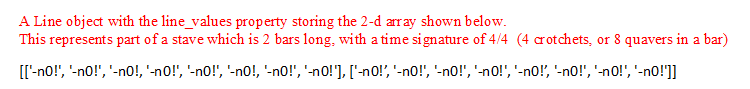 A Line object with the line_values property storing the 2-d array shown below.
This represents part of a stave which is 2 bars long, with a time signature of 4/4  (4 crotchets, or 8 quavers in a bar)
[['-n0!', '-n0!', '-n0!, '-n0!', '-n0!', '-n0!, '-n0!', '-n0!'], ['-n0!', '-n0!', '-n0!', '-n0!', '-n0!', '-n0!', '-n0!', '-n0!']]